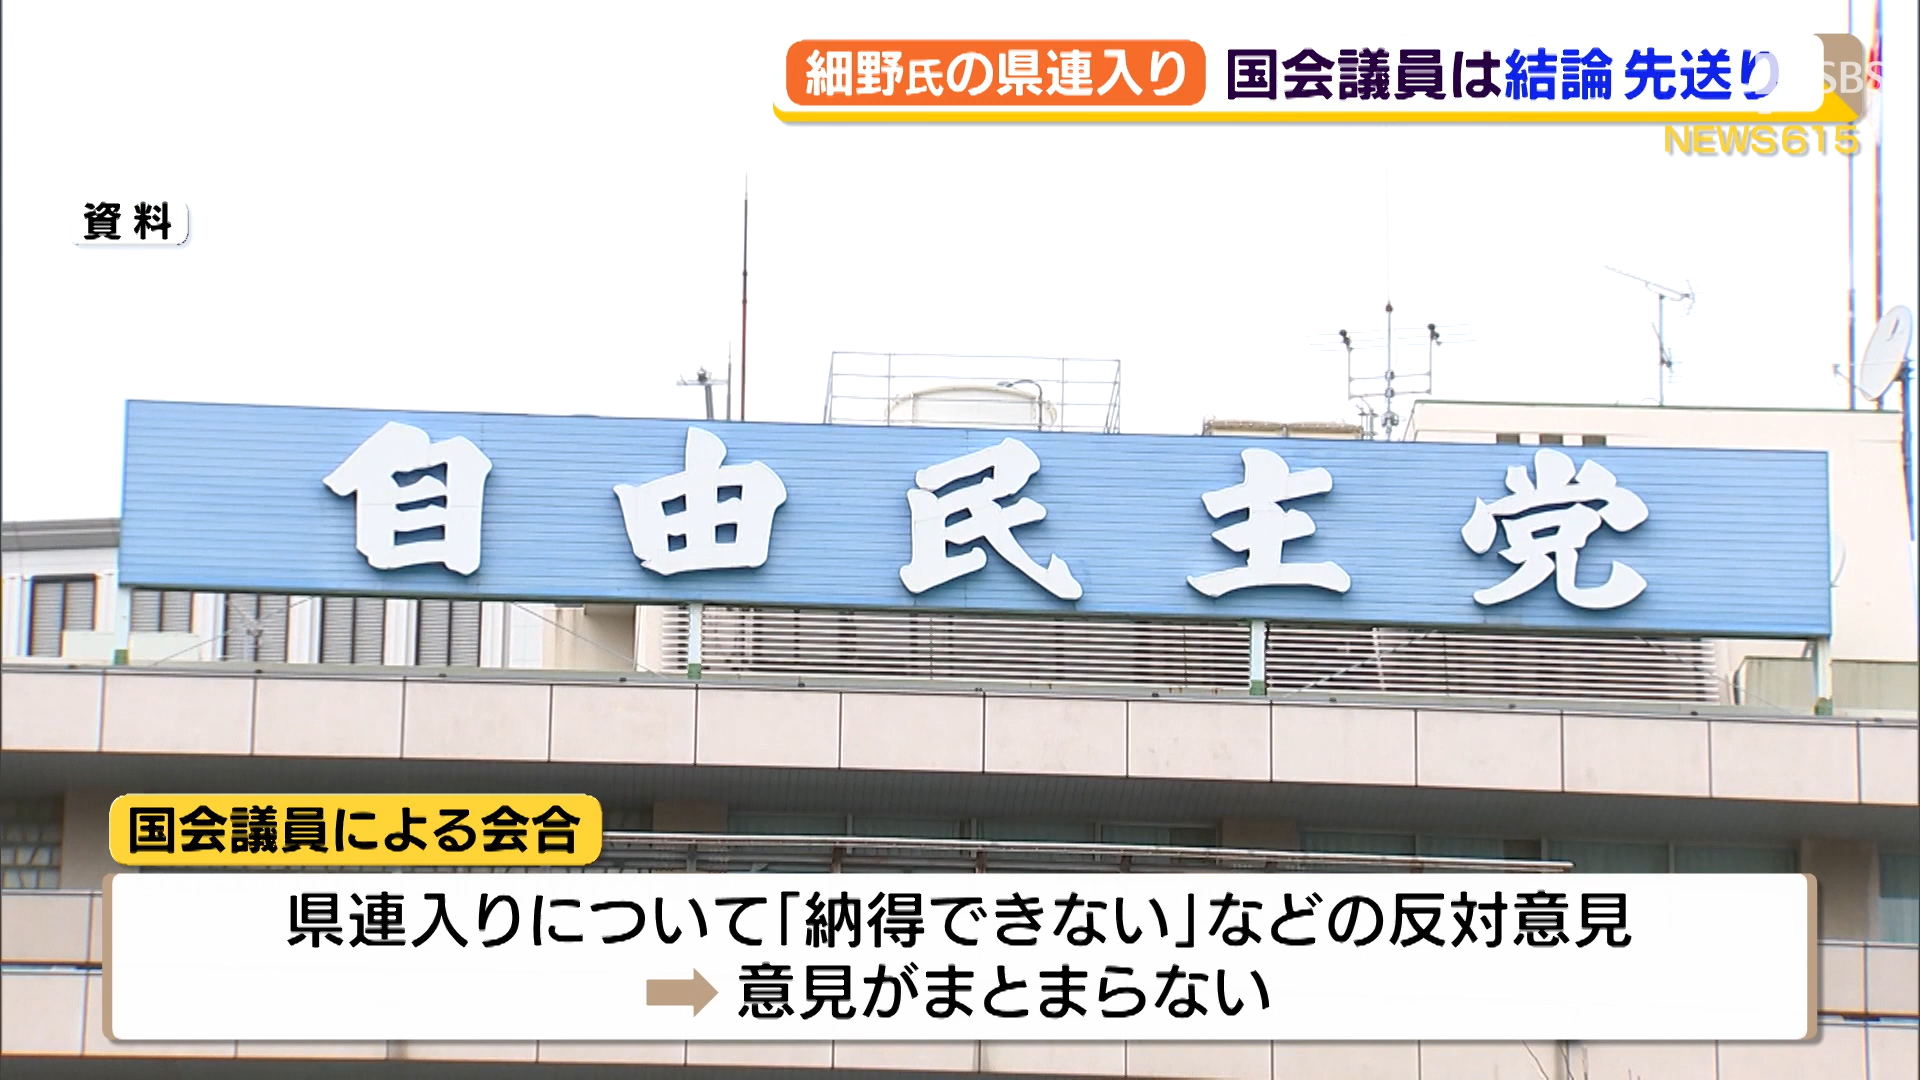 細野氏の県連入り 国会議員は結論 先送り
SBS
NEWS615
資料
自由民主党
国会議員による会合
県連入りについて「納得できない」などの反対意見
➡ 意見がまとまらない